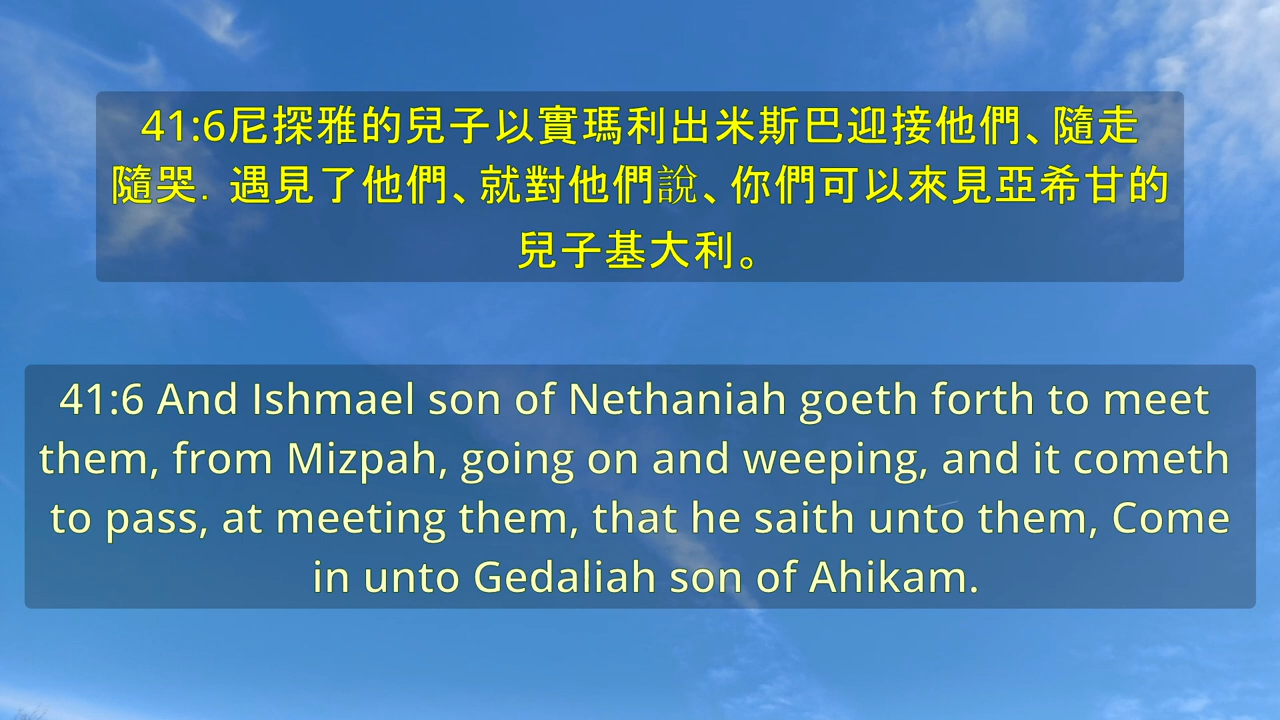 41:6尼探雅的兒子以實瑪利出米斯巴迎接他們、隨走
隨哭. 遇見了他們、就對他們說、你們可以來見亞希甘的
兒子基大利。
41:6 And Ishmael son of Nethaniah goeth forth to meet
them, from Mizpah, going on and weeping, and it cometh
to pass, at meeting them, that he saith unto them, Come
in unto Gedaliah son of Ahikam.